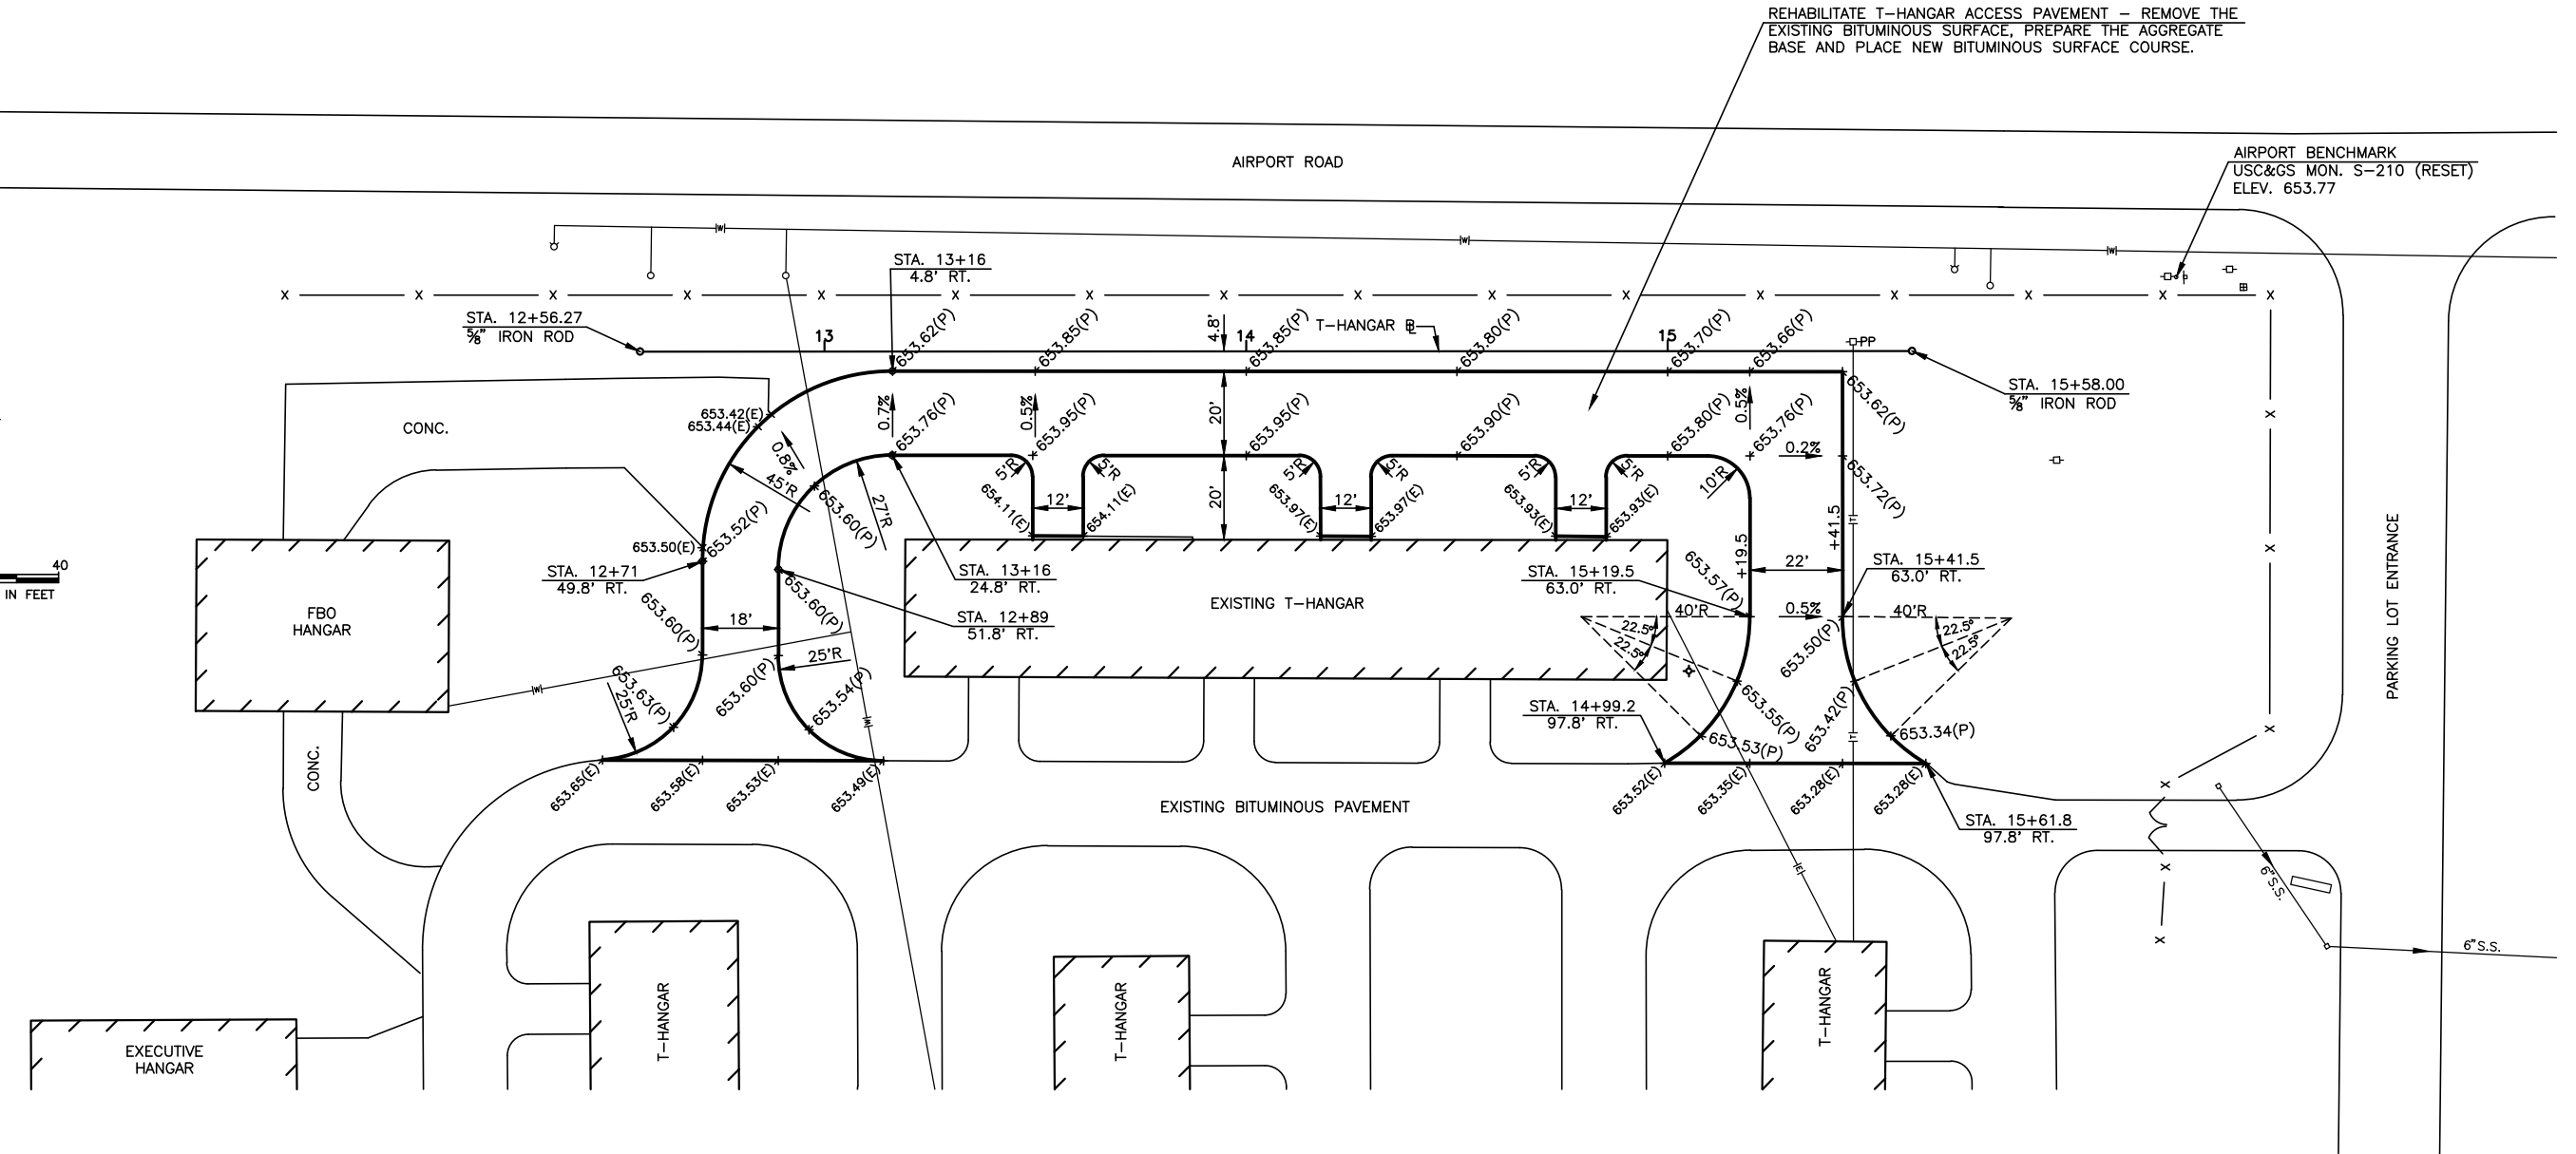 REHABILITATE T-HANGAR ACCESS PAVEMENT - REMOVE THE
EXISTING BITUMINOUS SURFACE, PREPARE THE AGGREGATE
BASE AND PLACE NEW BITUMINOUS SURFACE COURSE.
AIRPORT ROAD
AIRPORT BENCHMARK
USC&GS MON. S-210 (RESET)
ELEV. 653.77
W
W
W
STA. 13+16
4.8' RT.
X X X X X X X X X X X X X X X X
STA. 12+56.27
⅝" IRON ROD
13
14
15
4.8'
T-HANGAR BL
PP
653.62(P)
653.85(P)
653.85(P)
653.80(P)
653.70(P)
653.66(P)
653.62(P)
STA. 15+58.00
⅝" IRON ROD
CONC.
653.42(E)
653.44(E)
0.8%
45'R
0.7%
0.5%
20'
0.5%
653.76(P)
653.95(P)
653.95(P)
653.90(P)
653.80(P)
653.76(P)
0.2%
653.72(P)
X
5'R
5'R
5'R
5'R
5'R
5'R
10'R
653.60(P)
27'R
654.11(E)
12'
654.11(E)
20'
653.97(E)
12'
653.97(E)
653.93(E)
12'
653.93(E)
+19.5
+41.5
T
653.50(E)
653.52(P)
X
40
IN FEET
STA. 12+71
49.8' RT.
STA. 13+16
24.8' RT.
STA. 12+89
51.8' RT.
653.60(P)
653.60(P)
18'
FBO
HANGAR
EXISTING T-HANGAR
STA. 15+19.5
63.0' RT.
653.57(P)
22'
STA. 15+41.5
63.0' RT.
40'R
0.5%
40'R
22.5°
22.5°
22.5°
22.5°
653.50(P)
PARKING LOT ENTRANCE
25'R
653.60(P)
653.63(P)
25'R
653.54(P)
W
W
STA. 14+99.2
97.8' RT.
653.55(P)
653.53(P)
653.42(P)
653.34(P)
T
X
CONC.
653.65(E)
653.58(E)
653.53(E)
653.49(E)
653.52(E)
653.35(E)
653.28(E)
653.28(E)
X
EXISTING BITUMINOUS PAVEMENT
STA. 15+61.8
97.8' RT.
E
X
6"S.S.
X
6"S.S.
EXECUTIVE
HANGAR
T-HANGAR
T-HANGAR
T-HANGAR